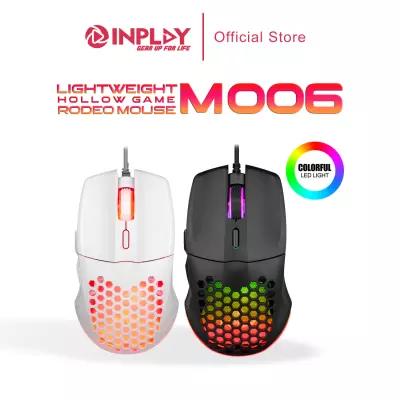 INPLAY
GEAR UP FOR LIFE
Official Store
LIGHTWEIGHT
HOLLOW GAME
RODEO MOUSE
M006
COLORFUL
LED LIGHT